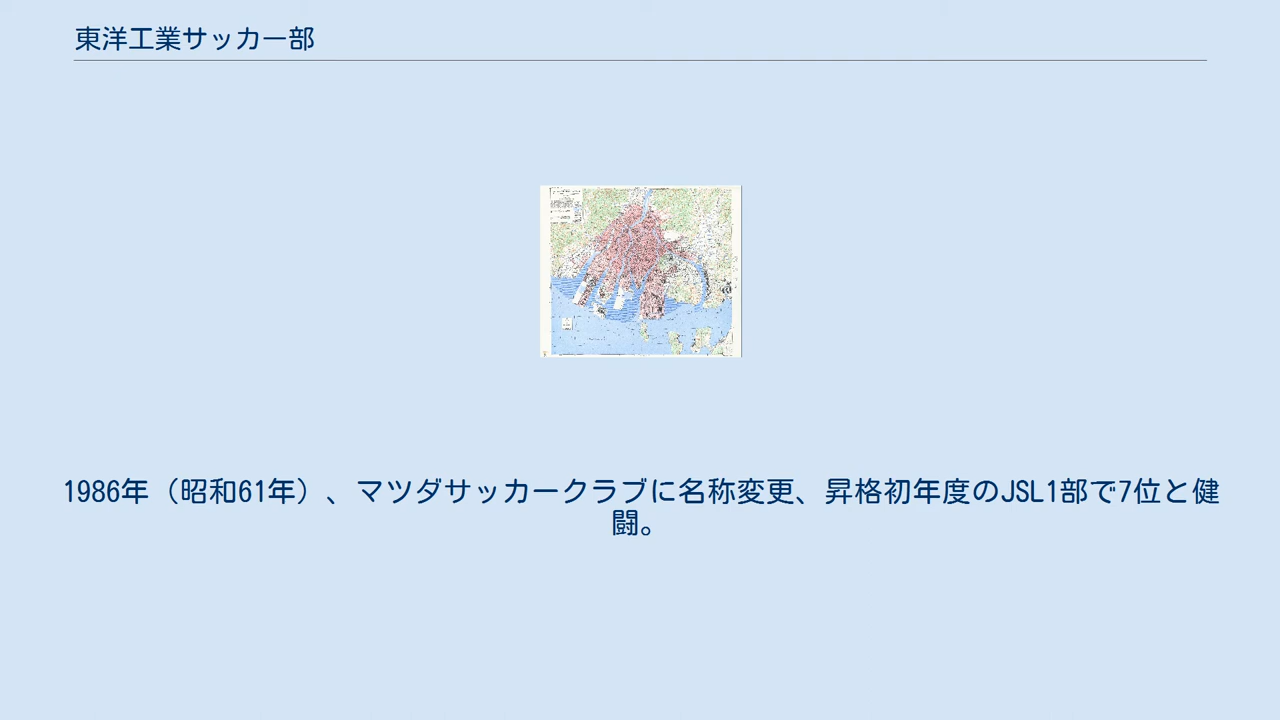 東洋工業サッカー部
1986年（昭和61年）、マツダサッカークラブに名称変更、昇格初年度のJSL1部で7位と健
闘。